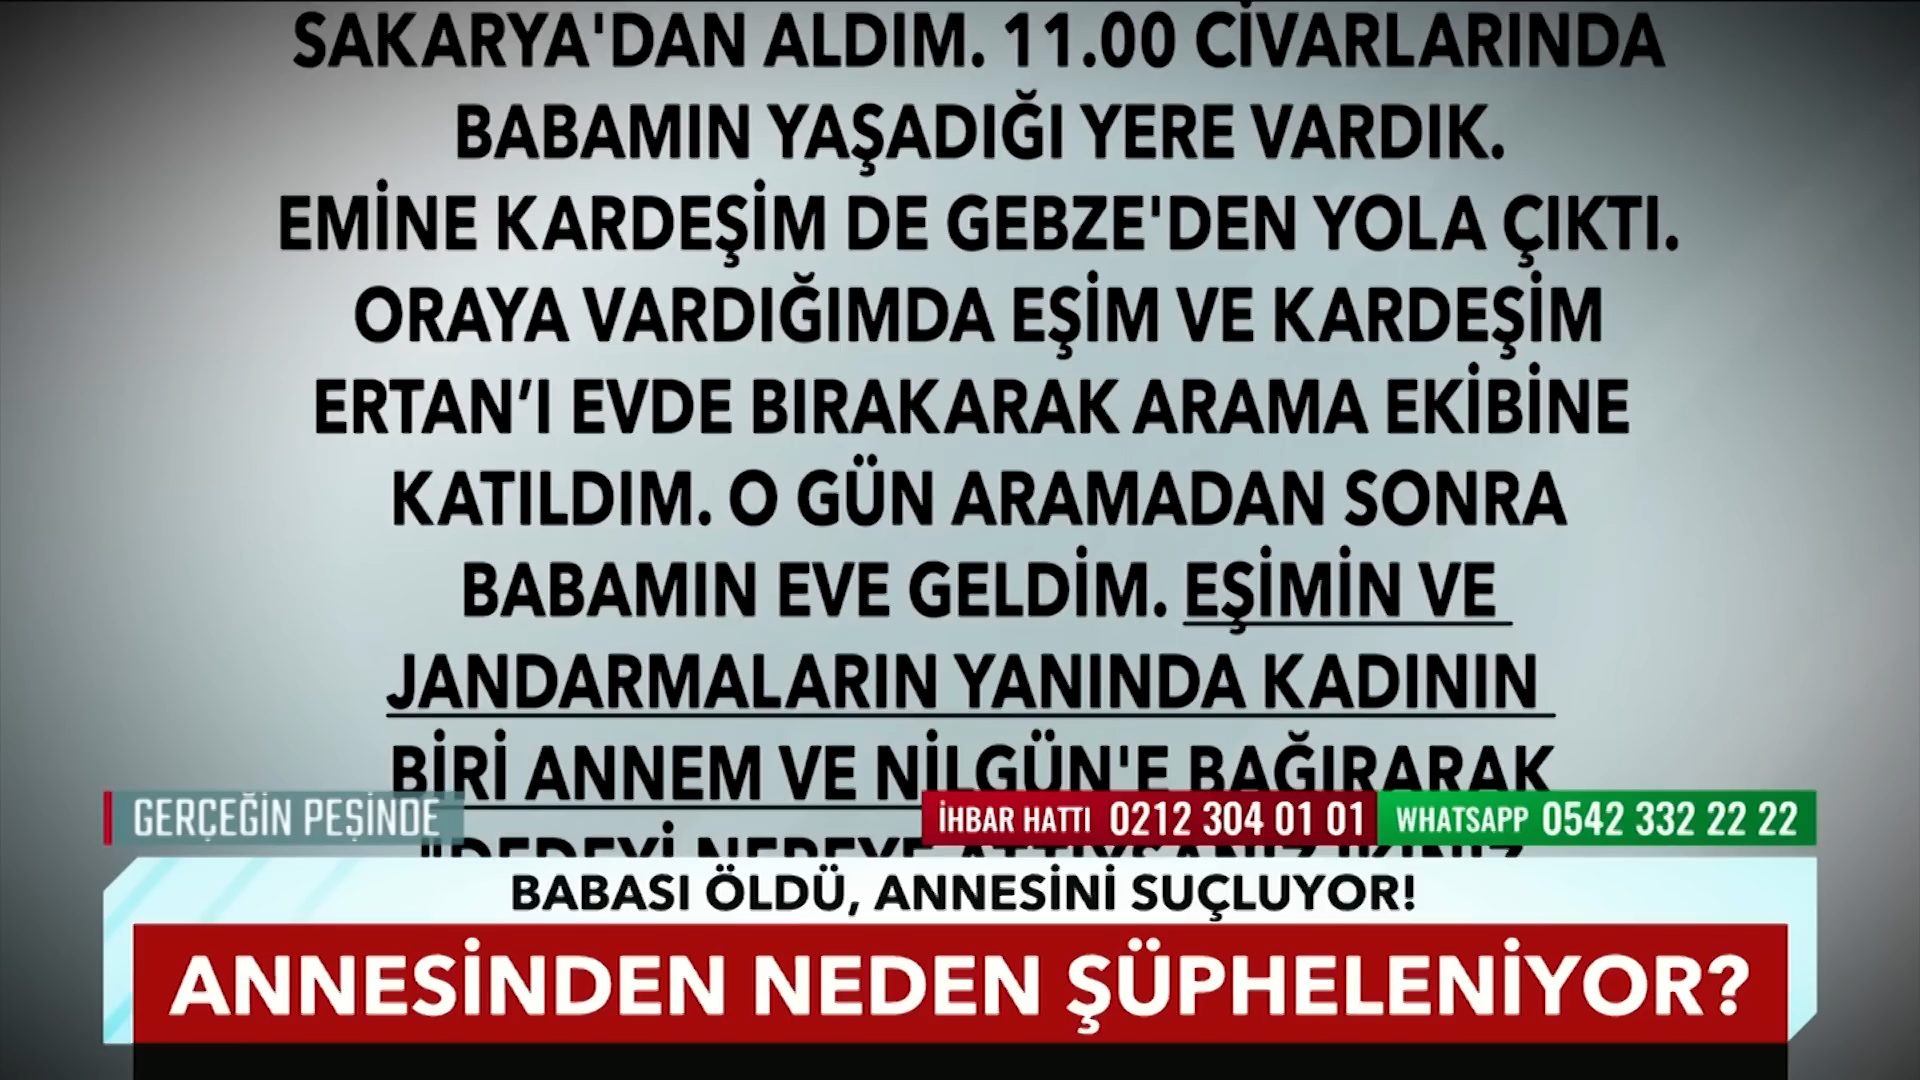 SAKARYA'DAN ALDIM. 11.00 CİVARLARINDA
BABAMIN YAŞADIĞI YERE VARDIK.
EMİNE KARDEŞİM DE GEBZE'DEN YOLA ÇIKTI.
ORAYA VARDIĞIMDA EŞİM VE KARDEŞİM
ERTAN’I EVDE BIRAKARAK ARAMA EKİBİNE
KATILDIM. O GÜN ARAMADAN SONRA
BABAMIN EVE GELDİM. EŞİMİN VE
JANDARMALARIN YANINDA KADININ
BİRİ ANNEM VE NİLGÜN'E BAĞIRARAK
GERÇEĞİN PEŞİNDE
İHBAR HATTI 0212 304 01 01
WHATSAPP 0542 332 22 22
BABASI ÖLDÜ, ANNESİNİ SUÇLUYOR!
ANNESİNDEN NEDEN ŞÜPHELENİYOR?